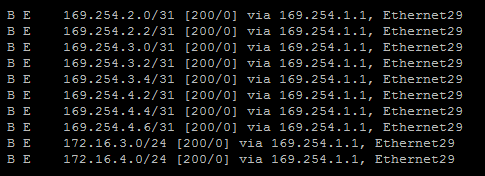 B E 169.254.2.0/31 [200/0] via 169.254.1.1, Ethernet29
B E 169.254.2.2/31 [200/0] via 169.254.1.1, Ethernet29
B E 169.254.3.0/31 [200/0] via 169.254.1.1, Ethernet29
B E 169.254.3.2/31 [200/0] via 169.254.1.1, Ethernet29
B E 169.254.3.4/31 [200/0] via 169.254.1.1, Ethernet29
B E 169.254.4.2/31 [200/0] via 169.254.1.1, Ethernet29
B E 169.254.4.4/31 [200/0] via 169.254.1.1, Ethernet29
B E 169.254.4.6/31 [200/0] via 169.254.1.1, Ethernet29
B E 172.16.3.0/24 [200/0] via 169.254.1.1, Ethernet29
B E 172.16.4.0/24 [200/0] via 169.254.1.1, Ethernet29